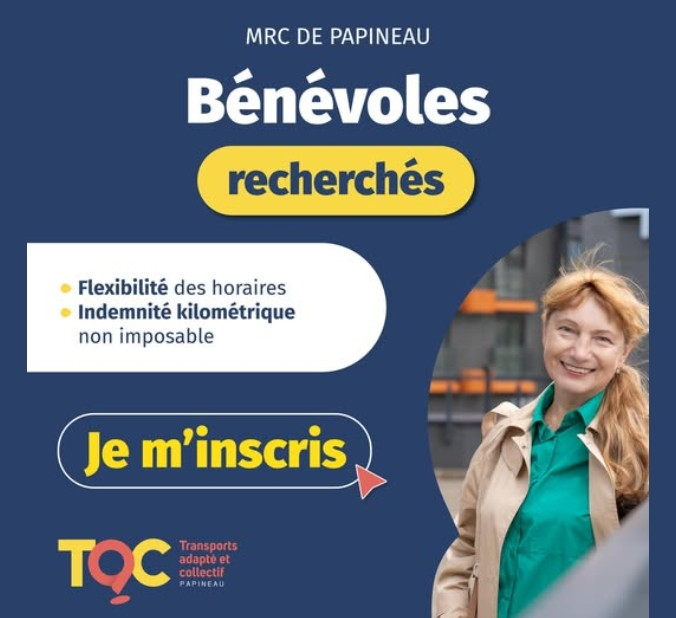 MRC DE PAPINEAU
Bénévoles
recherchés
Flexibilité des horaires
Indemnité kilométrique
non imposable
Je m'inscris
TAC
Transports
adapté et
collectif
PAPINEAU